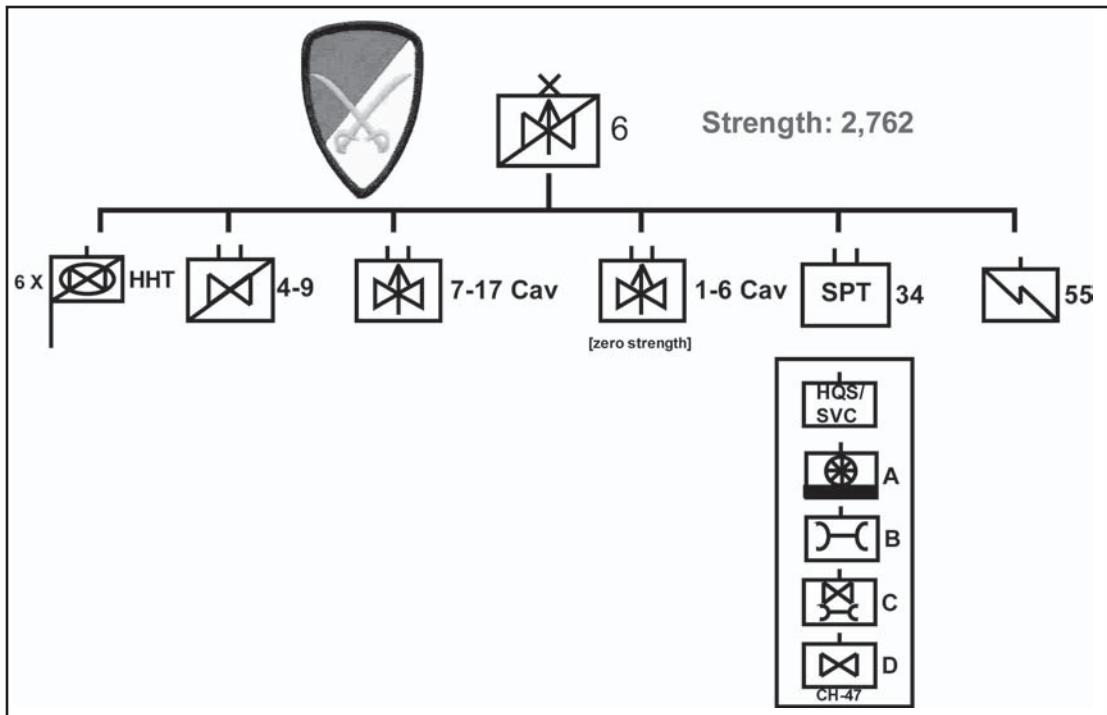 6
Strength: 2,762
6 X
HHT
4-9
7-17 Cav
1-6 Cav
SPT
34
55
[zero strength]
HQS/
SVC
A
B
C
D
CH-47